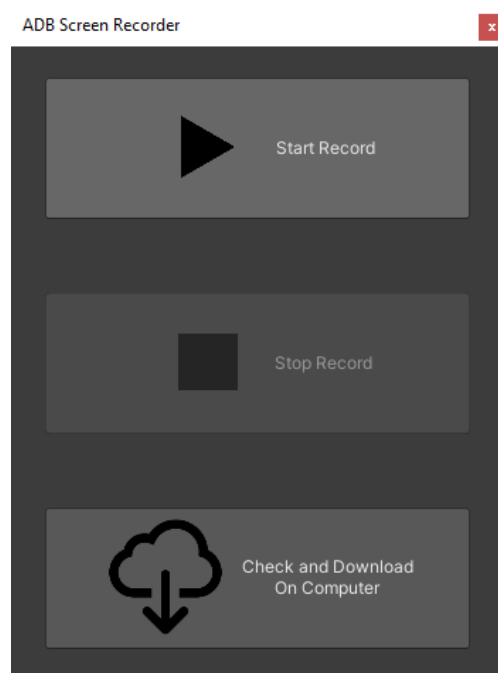 ADB Screen Recorder
x
Start Record
Stop Record
Check and Download
On Computer